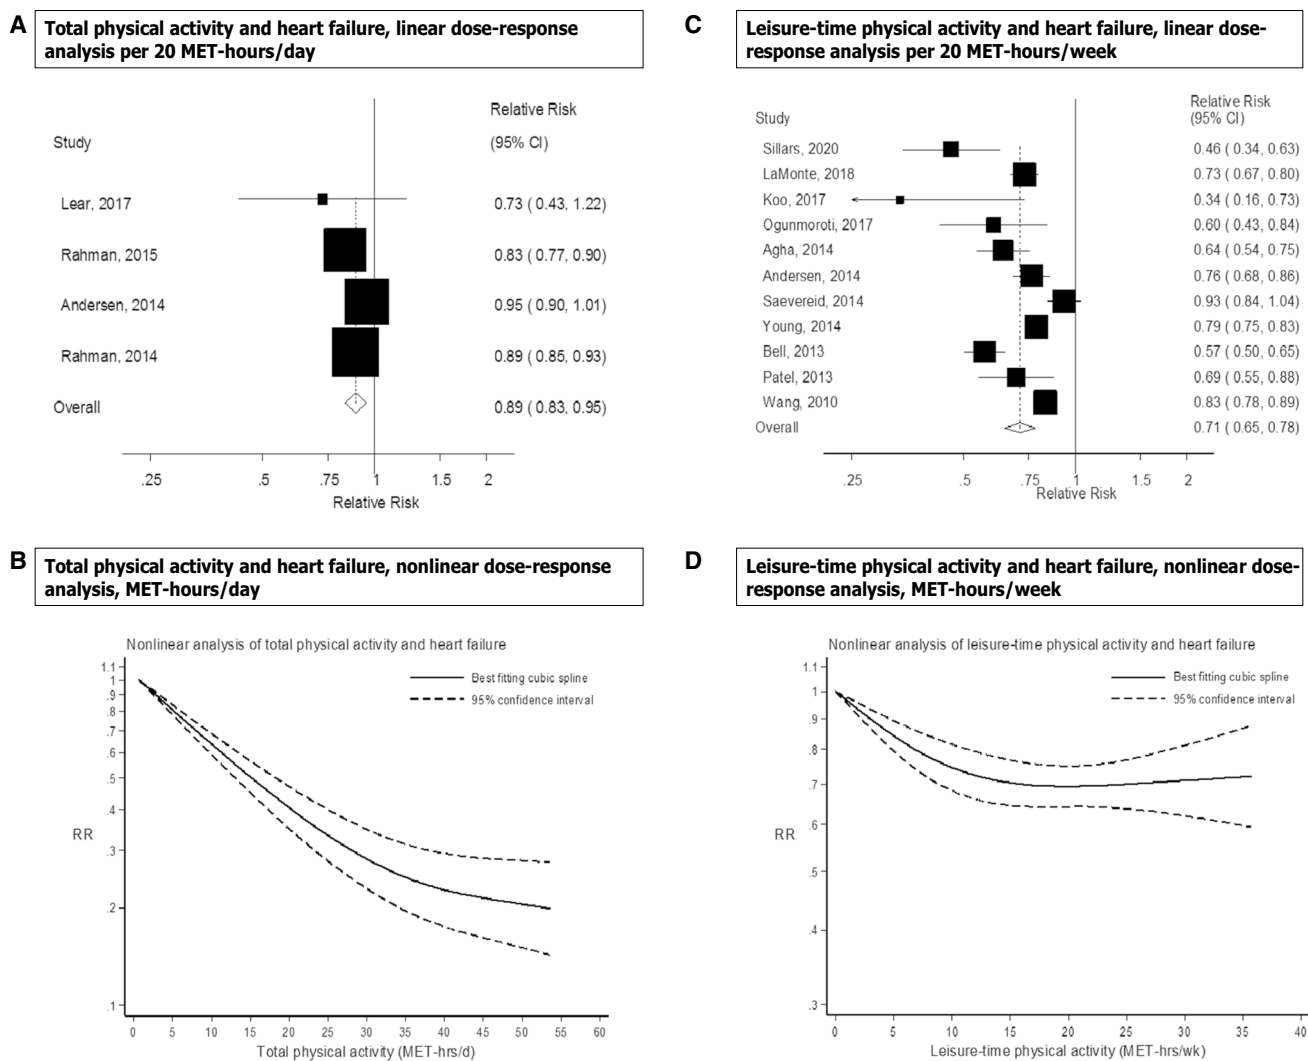 A
Total physical activity and heart failure, linear dose-response
analysis per 20 MET-hours/day
Relative Risk
Study
(95% CI)
Lear, 2017 0.73 ( 0.43, 1.22)
Rahman, 2015 0.83 ( 0.77, 0.90)
Andersen, 2014 0.95 ( 0.90, 1.01)
Rahman, 2014 0.89 ( 0.85, 0.93)
Overall 0.89 ( 0.83, 0.95)
.25 .5 .75 1 1.5 2
Relative Risk
C
Leisure-time physical activity and heart failure, linear dose-
response analysis per 20 MET-hours/week
Relative Risk
(95% CI)
Study
Sillars, 2020 0.46 ( 0.34, 0.63)
LaMonte, 2018 0.73 ( 0.67, 0.80)
Koo, 2017 0.34 ( 0.16, 0.73)
Ogunmoroti, 2017 0.60 ( 0.43, 0.84)
Agha, 2014 0.64 ( 0.54, 0.75)
Andersen, 2014 0.76 ( 0.68, 0.86)
Saevereid, 2014 0.93 ( 0.84, 1.04)
Young, 2014 0.79 ( 0.75, 0.83)
Bell, 2013 0.57 ( 0.50, 0.65)
Patel, 2013 0.69 ( 0.55, 0.88)
Wang, 2010 0.83 ( 0.78, 0.89)
Overall 0.71 ( 0.65, 0.78)
.25 .5 .75 1 1.5 2
Relative Risk
B
Total physical activity and heart failure, nonlinear dose-response
analysis, MET-hours/day
Nonlinear analysis of total physical activity and heart failure
Best fitting cubic spline
95% confidence interval
1.1
1
.9
.8
.7
.6
.5
.4
.3
.2
.1
RR
0 5 10 15 20 25 30 35 40 45 50 55 60
Total physical activity (MET-hrs/d)
D
Leisure-time physical activity and heart failure, nonlinear dose-
response analysis, MET-hours/week
Nonlinear analysis of leisure-time physical activity and heart failure
Best fitting cubic spline
95% confidence interval
1.1
1
.9
.8
.7
.6
.5
.4
.3
RR
0 5 10 15 20 25 30 35 40
Leisure-time physical activity (MET-hrs/wk)